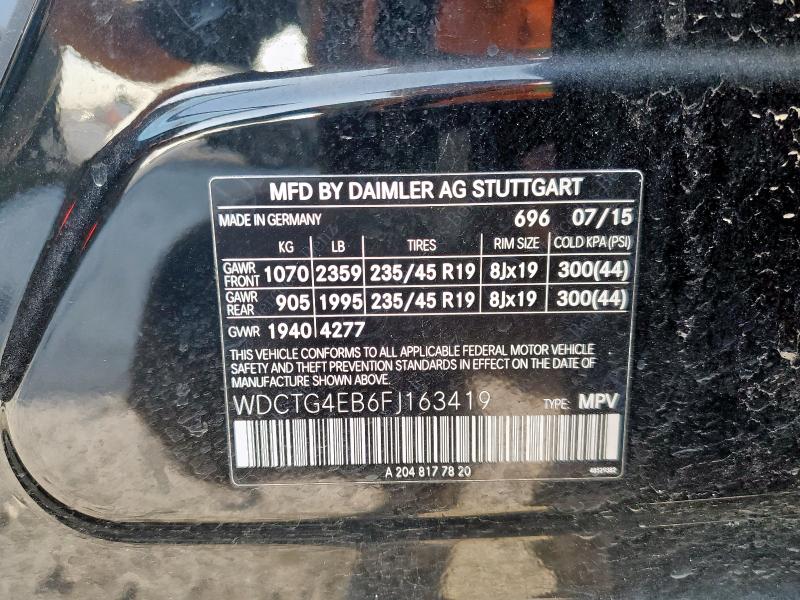 MFD BY DAIMLER AG STUTTGART
MADE IN GERMANY 696 07/15
KG LB TIRES RIM SIZE COLD KPA (PSI)
GAWR FRONT 1070 2359 235/45 R19 8Jx19 300(44)
GAWR REAR 905 1995 235/45 R19 8Jx19 300(44)
GVWR 1940 4277
THIS VEHICLE CONFORMS TO ALL APPLICABLE FEDERAL MOTOR VEHICLE
SAFETY AND THEFT PREVENTION STANDARDS IN EFFECT ON THE DATE OF
MANUFACTURE AS INDICATED ABOVE.
WDCTG4EB6FJ163419 TYPE: MPV
A 204 817 78 20